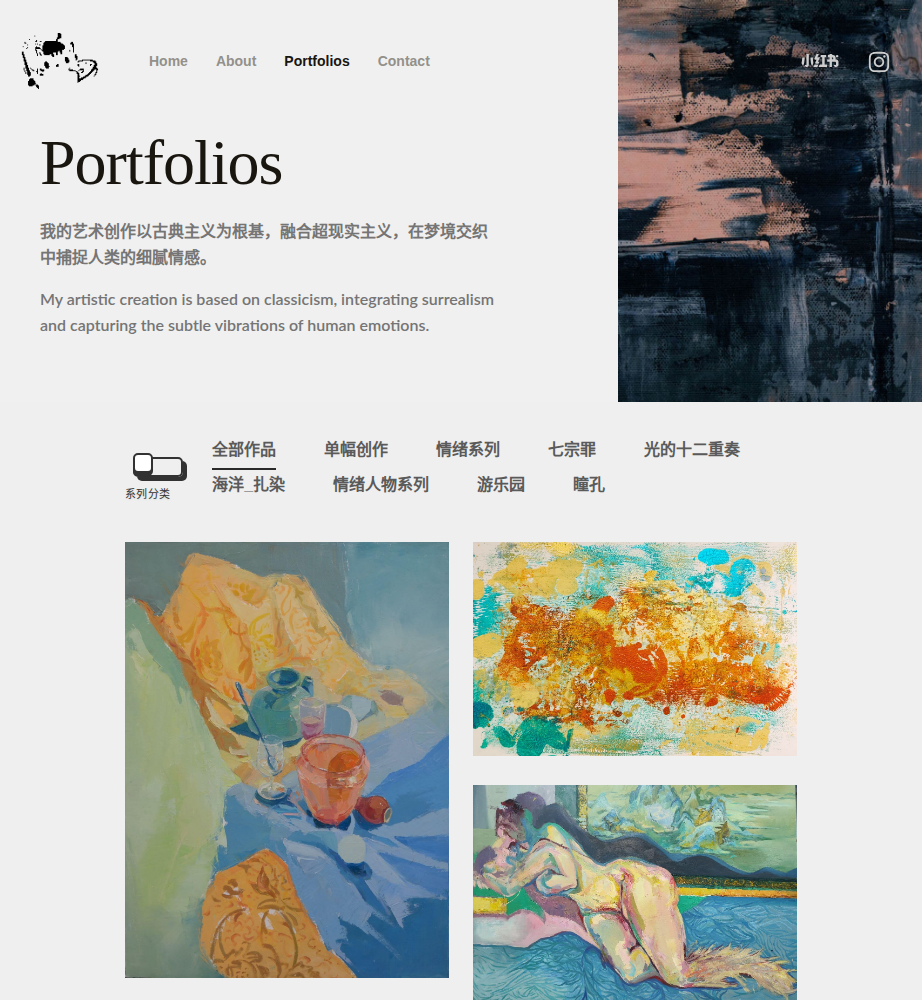 Home About Portfolios Contact
小红书
Portfolios
我的艺术创作以古典主义为根基，融合超现实主义，在梦境交织
中捕捉人类的细腻情感。
My artistic creation is based on classicism, integrating surrealism
and capturing the subtle vibrations of human emotions.
全部作品 单幅创作 情绪系列 七宗罪 光的十二重奏
海洋_扎染 情绪人物系列 游乐园 瞳孔
系列分类